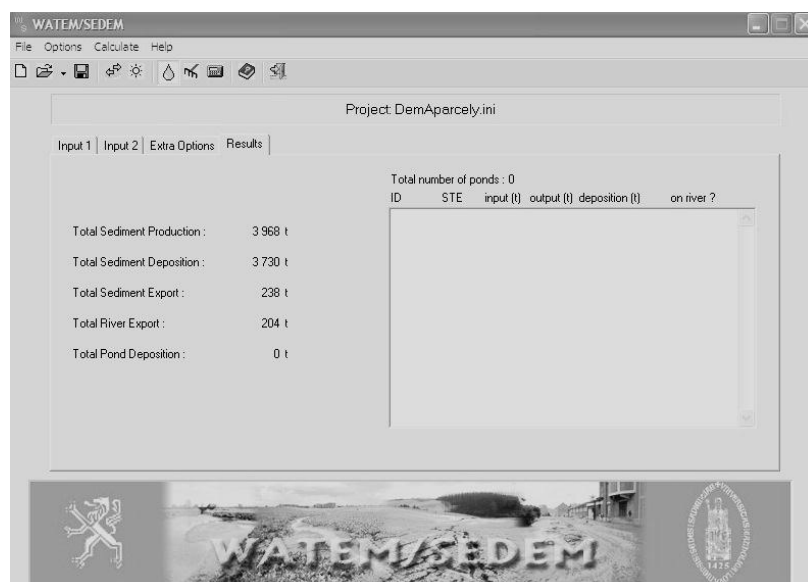 WATEM/SEDEM
File Options Calculate Help
Project: DemAparcely.ini
Input 1 Input 2 Extra Options Results
Total number of ponds : 0
ID STE input (t) output (t) deposition (t) on river ?
Total Sediment Production : 3 968 t
Total Sediment Deposition : 3 730 t
Total Sediment Export : 238 t
Total River Export : 204 t
Total Pond Deposition : 0 t
WATEM/SEDEM
1425